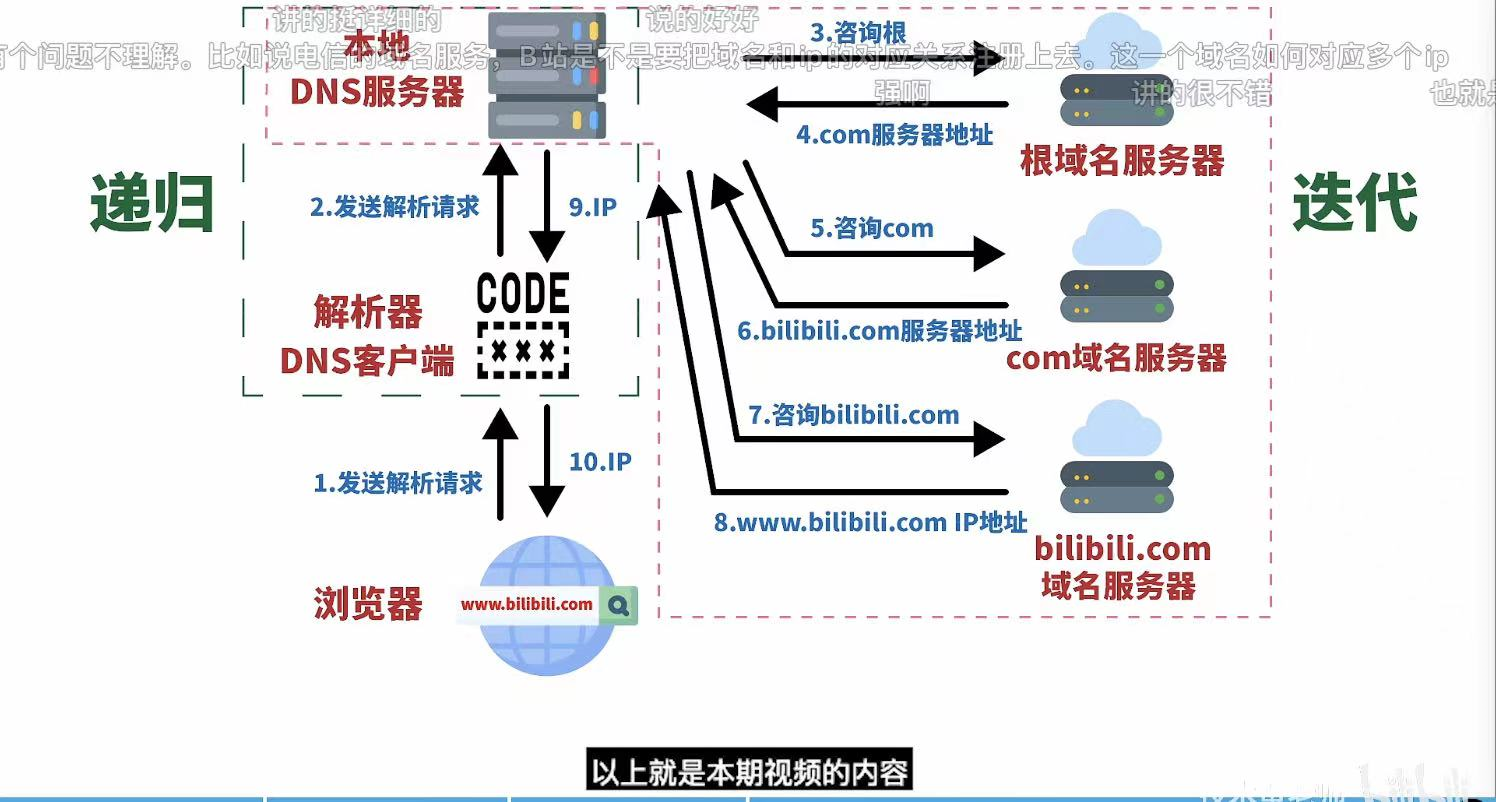 讲的挺详细的
说的好好
个问题不理解。比如说电信的域名服务，B站是不是要把域名和ip的对应关系注册上去。这一个域名如何对应多个ip
强啊
讲的很不错
也就是
本地
DNS服务器
3.咨询根
4.com服务器地址
根域名服务器
递归
迭代
2.发送解析请求
9.IP
5.咨询com
CODE
×××
解析器
DNS客户端
6.bilibili.com服务器地址
com域名服务器
7.咨询bilibili.com
1.发送解析请求
10.IP
8.www.bilibili.com IP地址
bilibili.com
域名服务器
浏览器
www.bilibili.com
以上就是本期视频的内容
bilibili